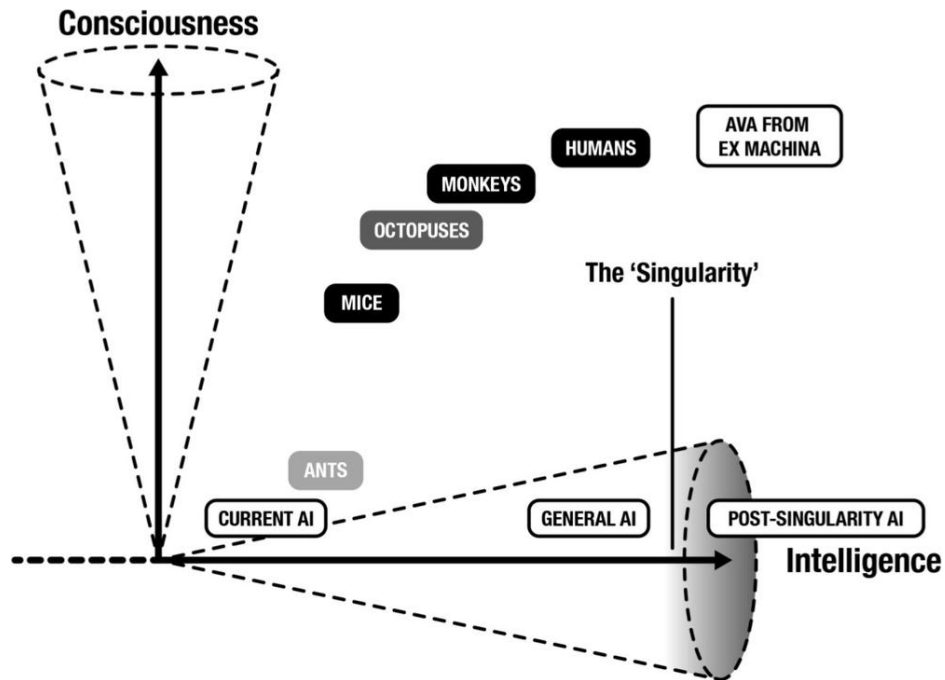 Consciousness
AVA FROM
EX MACHINA
HUMANS
MONKEYS
OCTOPUSES
The ‘Singularity’
MICE
ANTS
CURRENT AI
GENERAL AI
POST-SINGULARITY AI
Intelligence